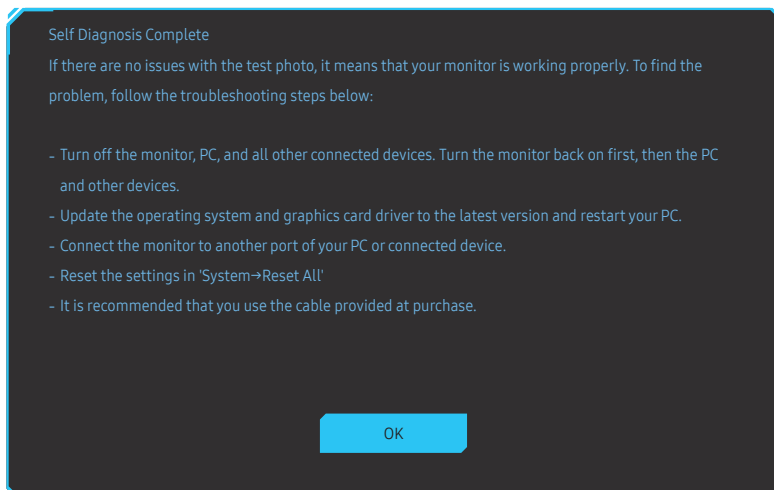 Self Diagnosis Complete
If there are no issues with the test photo, it means that your monitor is working properly. To find the
problem, follow the troubleshooting steps below:
- Turn off the monitor, PC, and all other connected devices. Turn the monitor back on first, then the PC
and other devices.
- Update the operating system and graphics card driver to the latest version and restart your PC.
- Connect the monitor to another port of your PC or connected device.
- Reset the settings in 'System→Reset All'
- It is recommended that you use the cable provided at purchase.
OK